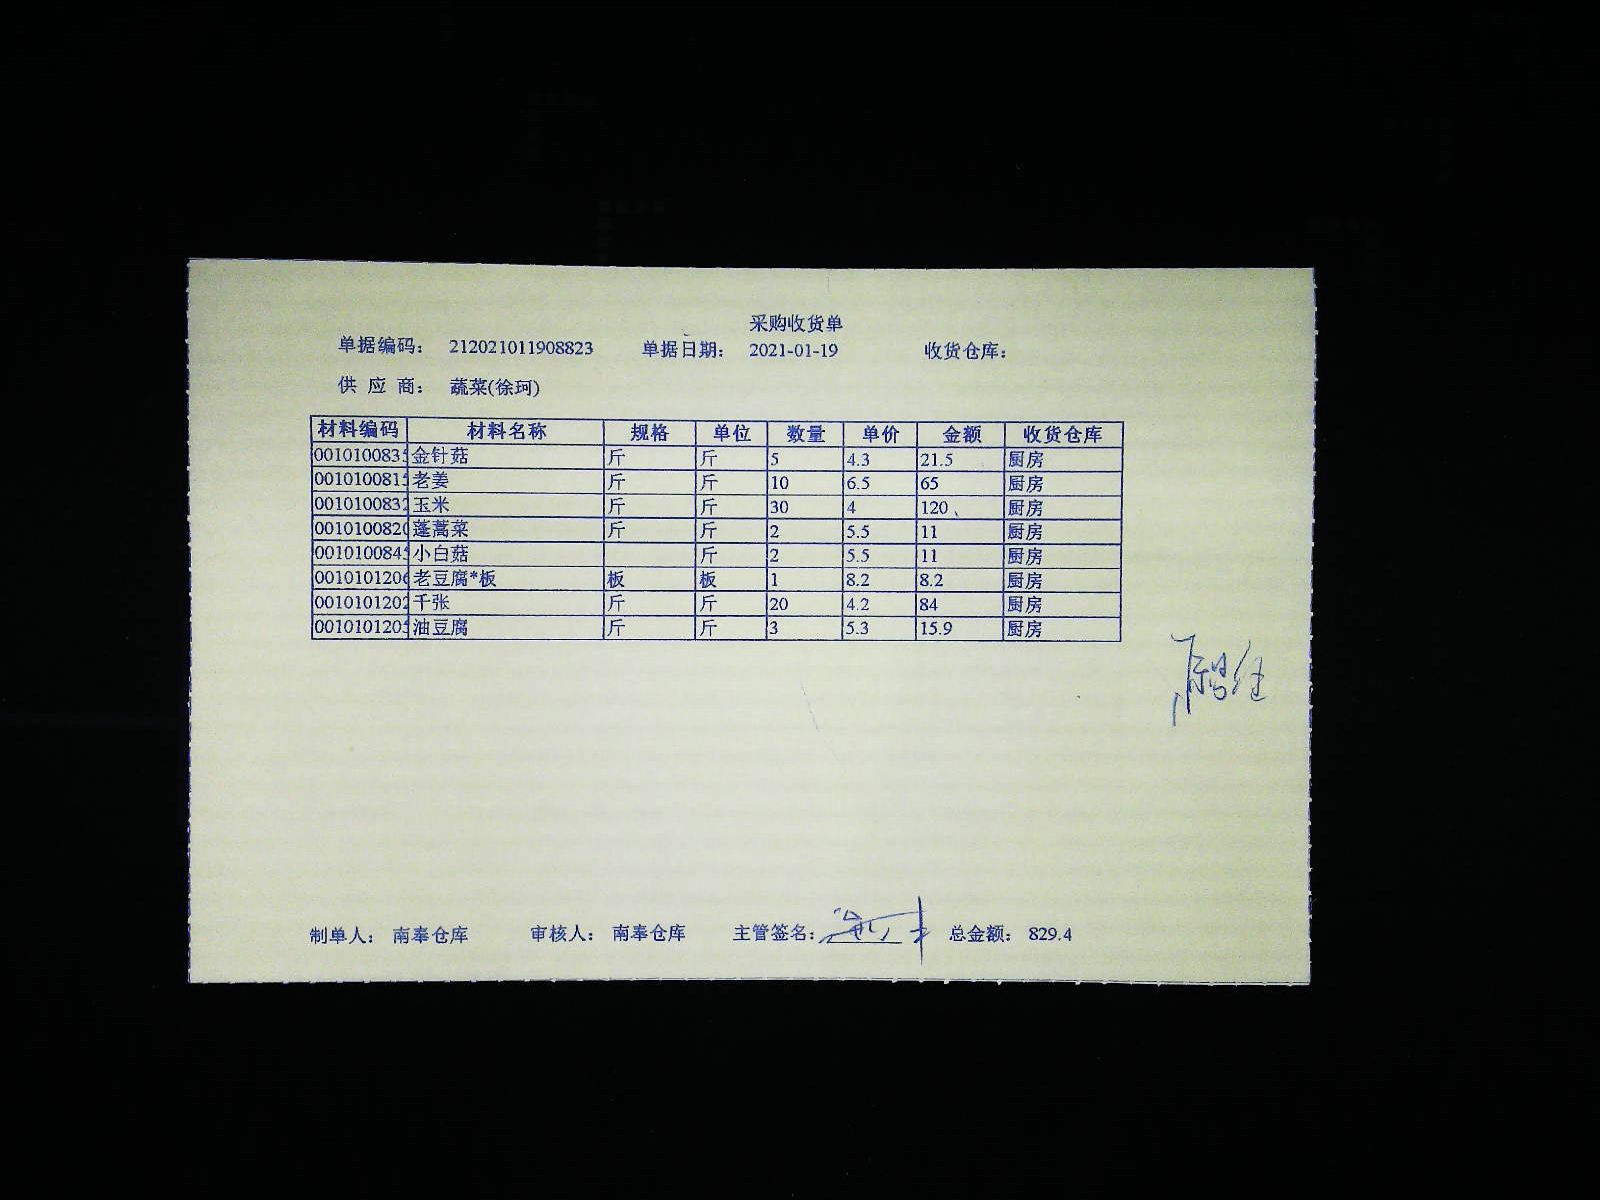 采购收货单
单据编码： 212021011908823 单据日期： 2021-01-19 收货仓库：
供 应 商： 蔬菜(徐珂)
材料编码 材料名称 规格 单位 数量 单价 金额 收货仓库
001010083 金针菇 斤 斤 5 4.3 21.5 厨房
001010081 老姜 斤 斤 10 6.5 65 厨房
001010083 玉米 斤 斤 30 4 120 厨房
001010082 蓬蒿菜 斤 斤 2 5.5 11 厨房
001010084 小白菇 斤 2 5.5 11 厨房
001010120 老豆腐*板 板 板 1 8.2 8.2 厨房
001010120 千张 斤 斤 20 4.2 84 厨房
001010120 油豆腐 斤 斤 3 5.3 15.9 厨房
制单人： 南奉仓库 审核人： 南奉仓库 主管签名： 总金额： 829.4